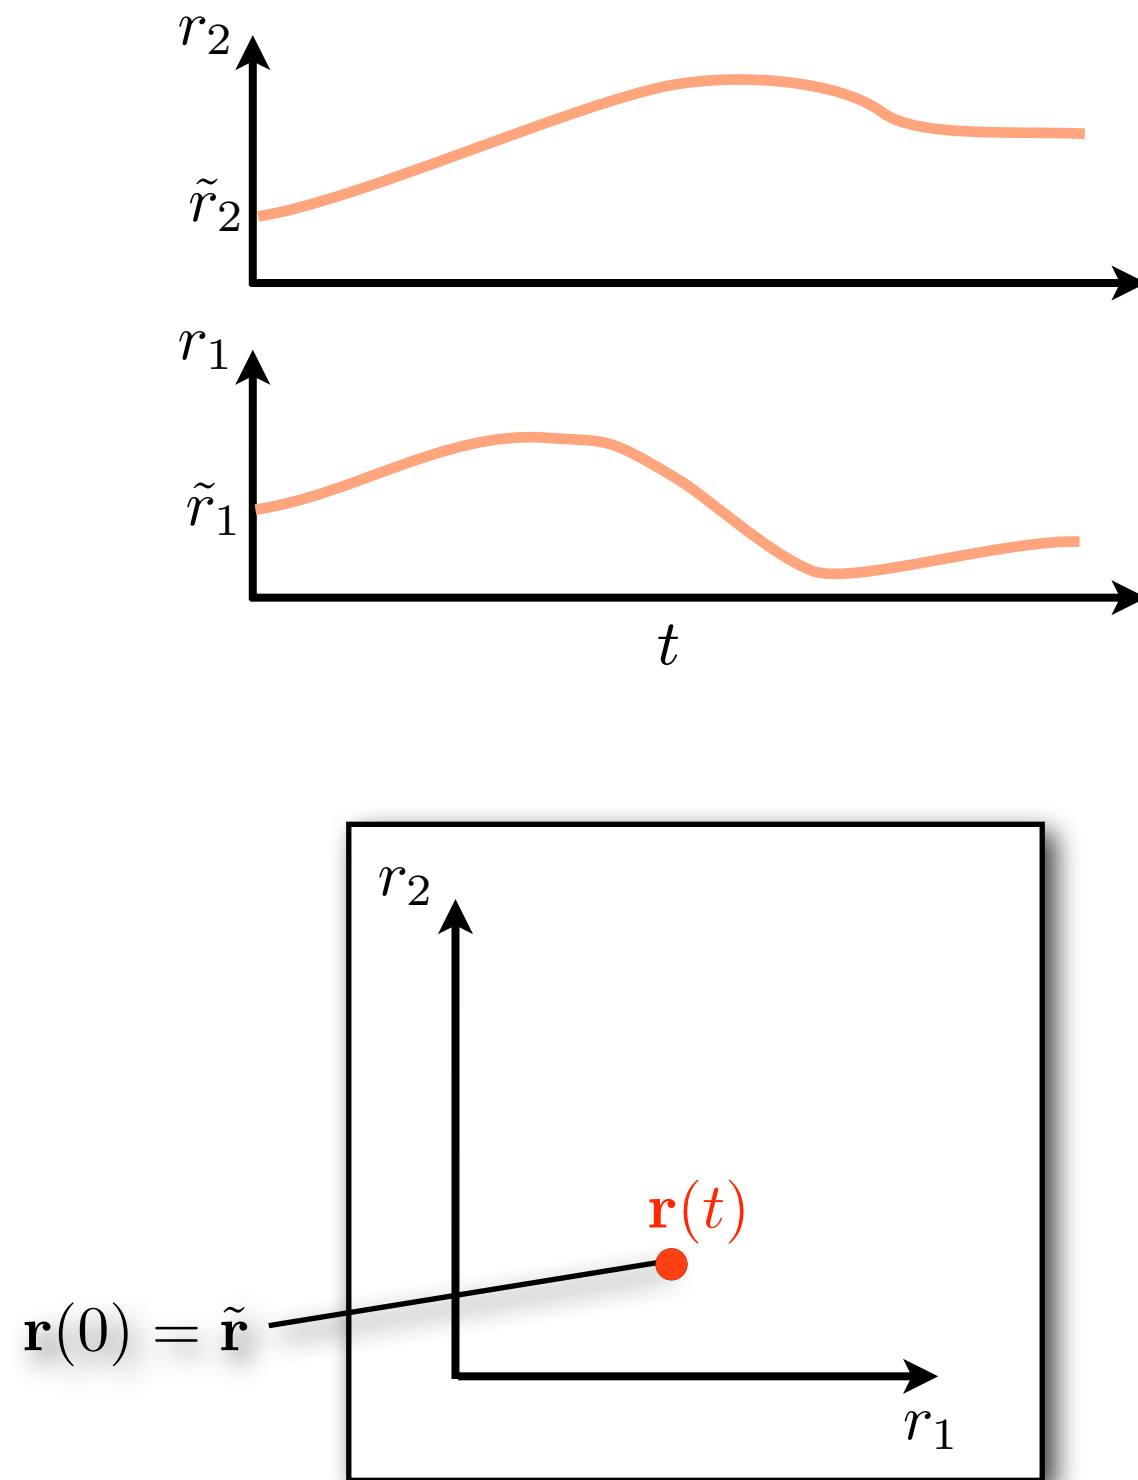 r₂
r̃₂
r₁
r̃₁
t
r₂
𝐫(t)
𝐫(0) = 𝐫̃
r₁